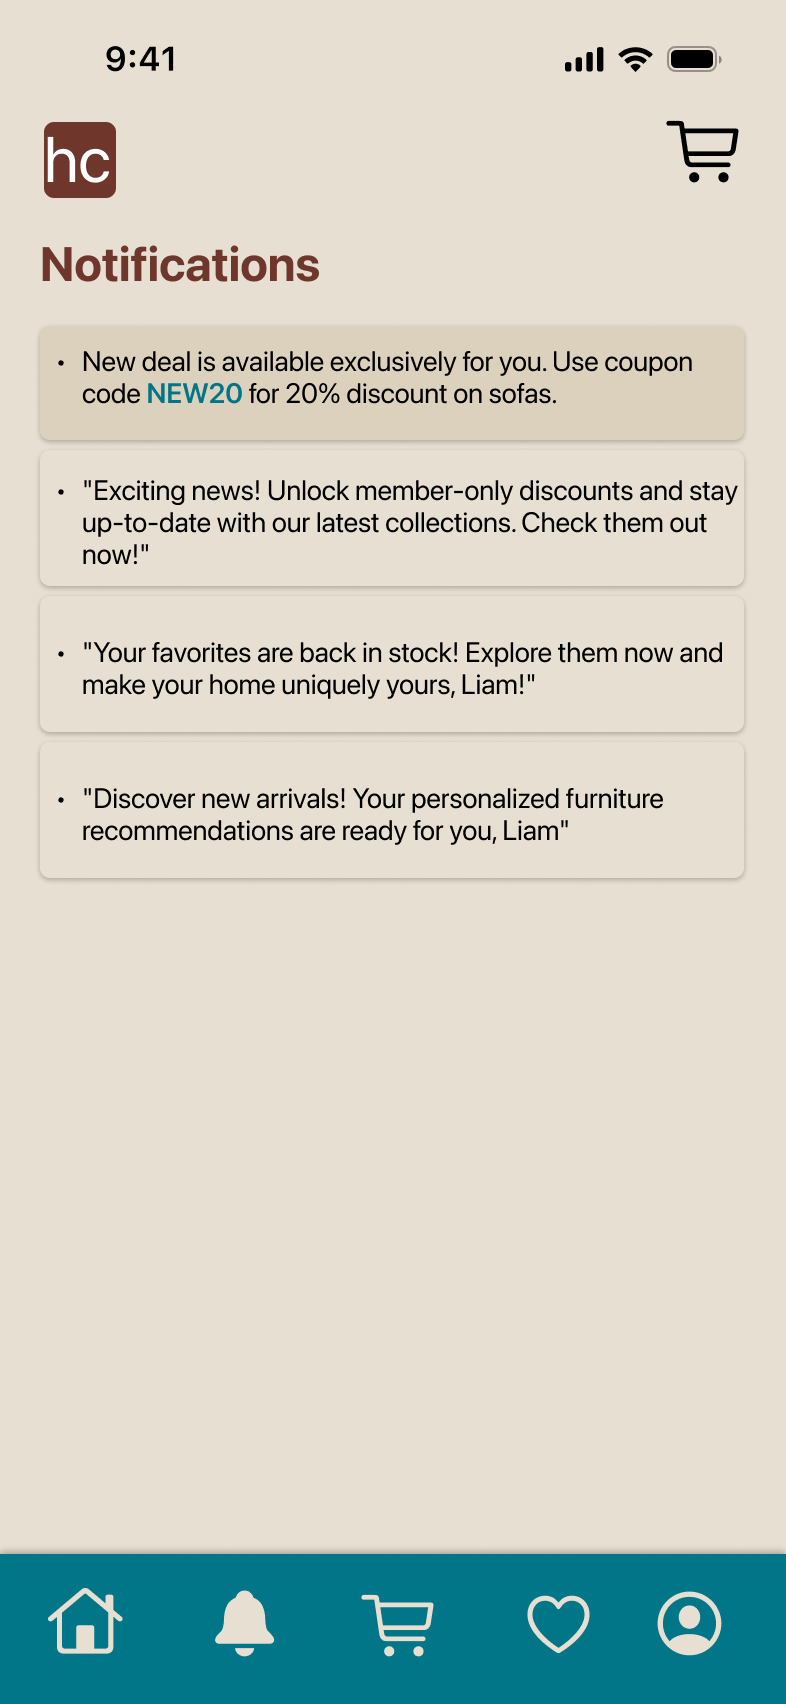 9:41
hc
Notifications
• New deal is available exclusively for you. Use coupon
code NEW20 for 20% discount on sofas.
• "Exciting news! Unlock member-only discounts and stay
up-to-date with our latest collections. Check them out
now!"
• "Your favorites are back in stock! Explore them now and
make your home uniquely yours, Liam!"
• "Discover new arrivals! Your personalized furniture
recommendations are ready for you, Liam"